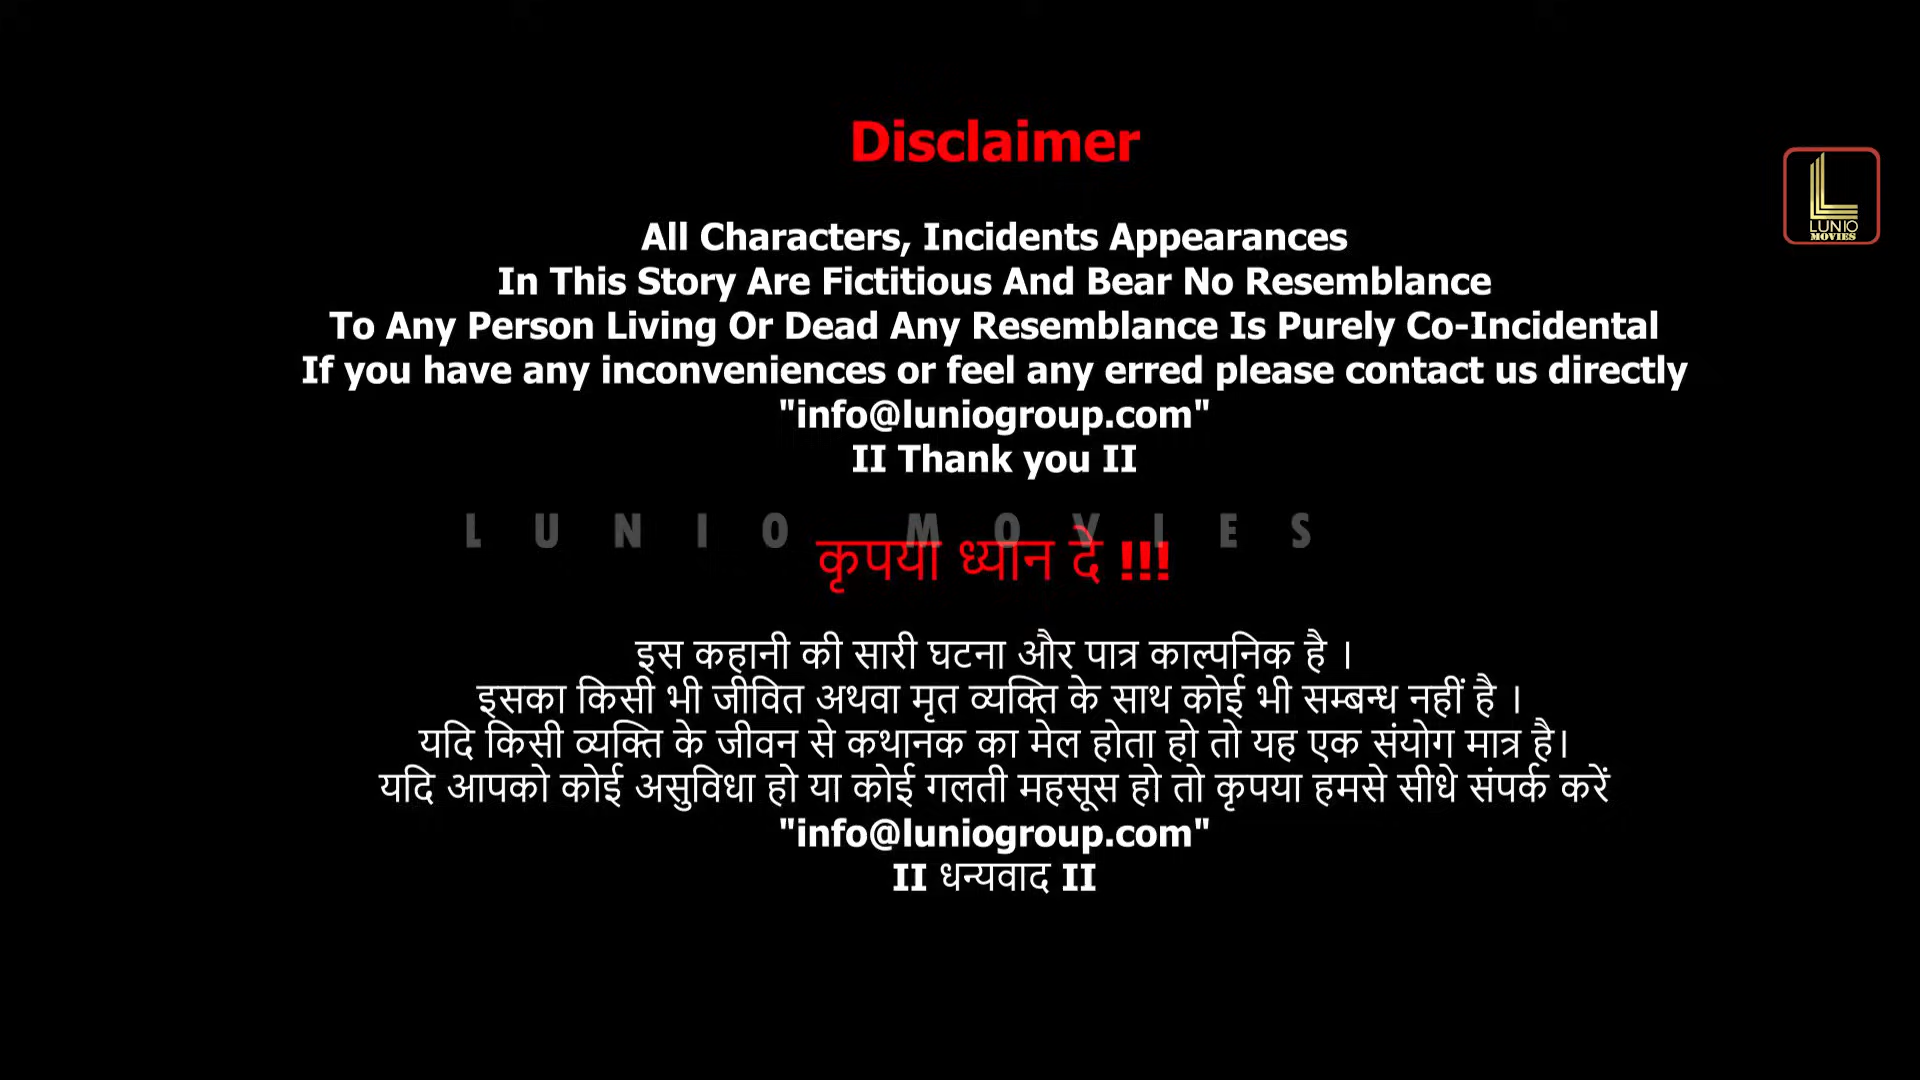 Disclaimer
LUNIO
MOVIES
All Characters, Incidents Appearances
In This Story Are Fictitious And Bear No Resemblance
To Any Person Living Or Dead Any Resemblance Is Purely Co-Incidental
If you have any inconveniences or feel any erred please contact us directly
"info@luniogroup.com"
II Thank you II
LUNIO MOVIES
कृपया ध्यान दे !!!
इस कहानी की सारी घटना और पात्र काल्पनिक है ।
इसका किसी भी जीवित अथवा मृत व्यक्ति के साथ कोई भी सम्बन्ध नहीं है ।
यदि किसी व्यक्ति के जीवन से कथानक का मेल होता हो तो यह एक संयोग मात्र है।
यदि आपको कोई असुविधा हो या कोई गलती महसूस हो तो कृपया हमसे सीधे संपर्क करें
"info@luniogroup.com"
II धन्यवाद II